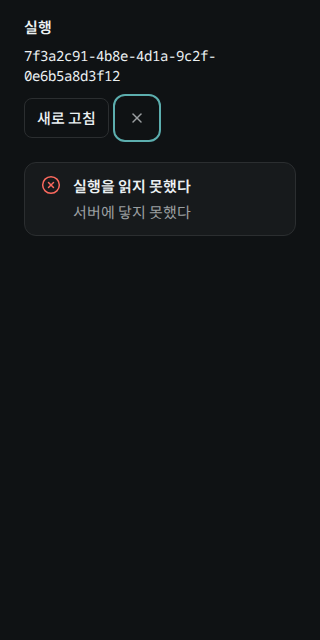 실행
7f3a2c91-4b8e-4d1a-9c2f-
0e6b5a8d3f12
새로 고침
실행을 읽지 못했다
서버에 닿지 못했다